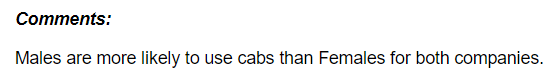 Comments:
Males are more likely to use cabs than Females for both companies.